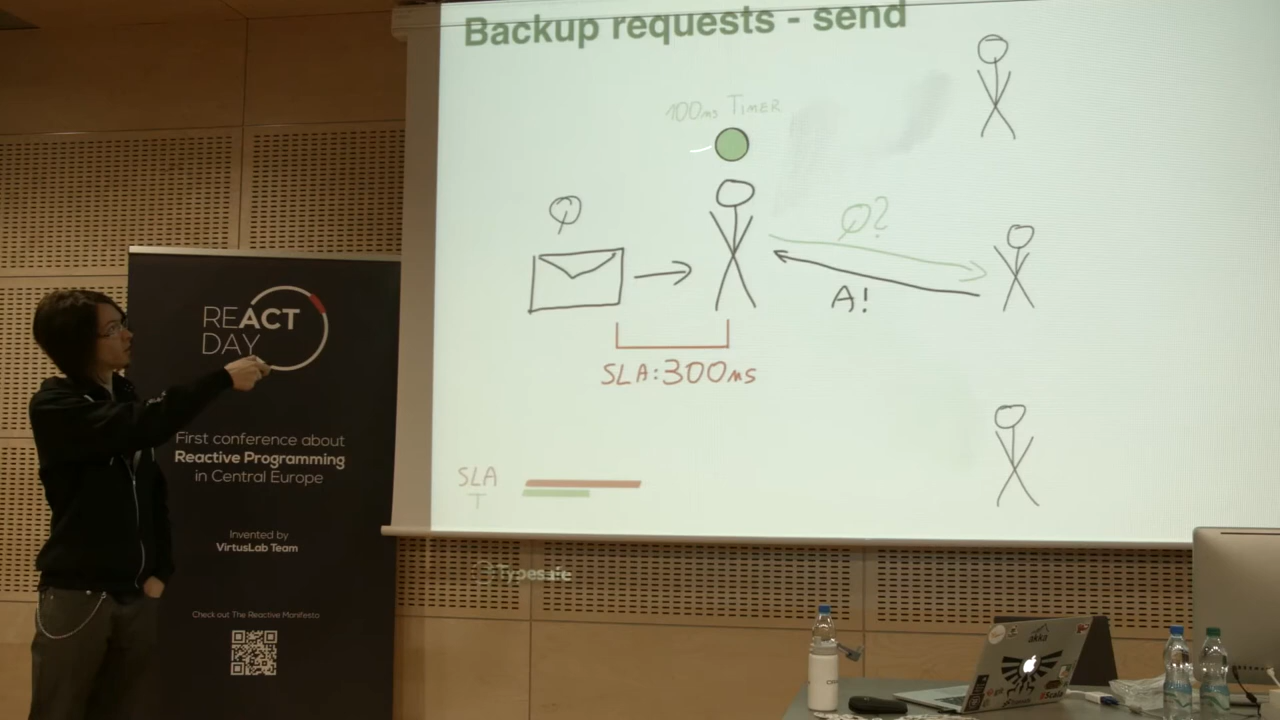 Backup requests - send
100ms TIMER
Q
Q?
A!
SLA:300ms
SLA
T
Typesafe
REACT
DAY
First conference about
Reactive Programming
in Central Europe
Invented by
VirtusLab Team
Check out The Reactive Manifesto
akka
git
Scala